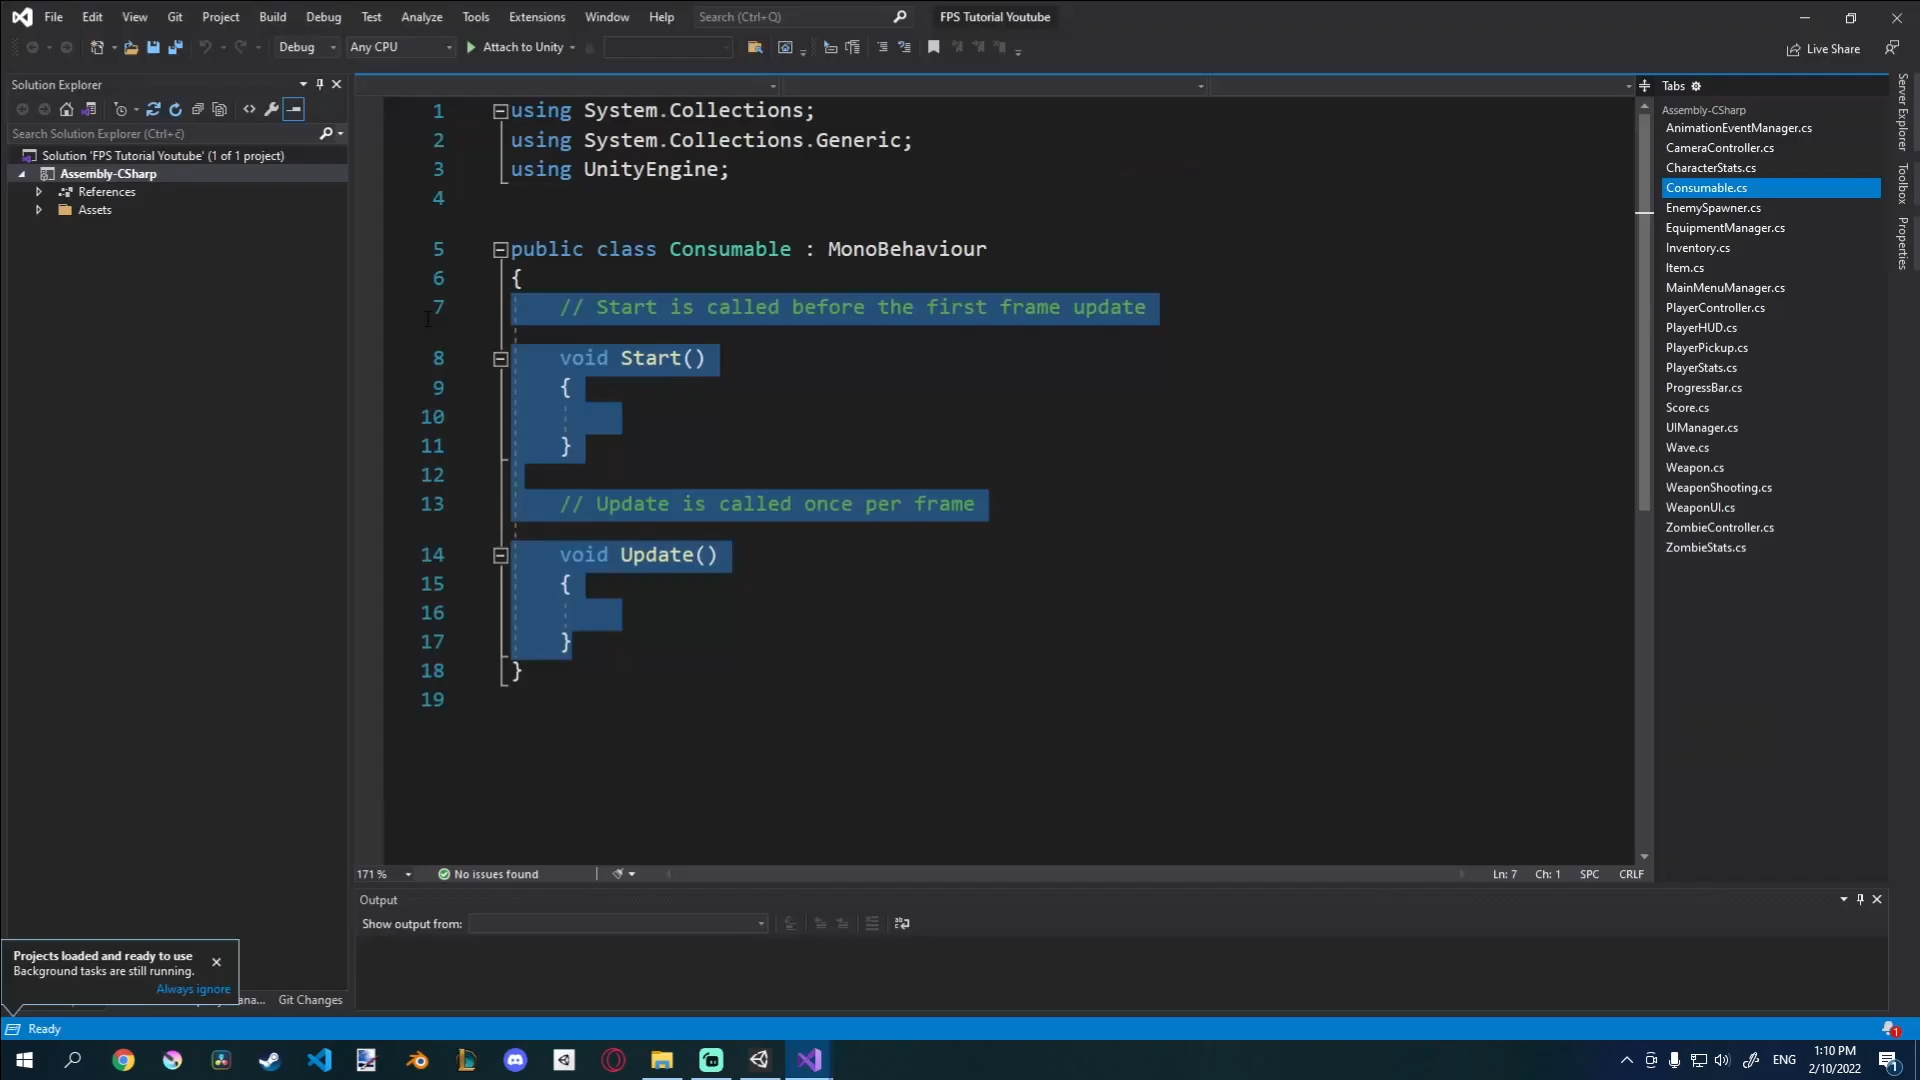 File Edit View Git Project Build Debug Test Analyze Tools Extensions Window Help Search (Ctrl+Q) FPS Tutorial Youtube
Debug Any CPU Attach to Unity Live Share
Solution Explorer
Search Solution Explorer (Ctrl+č)
Solution 'FPS Tutorial Youtube' (1 of 1 project)
Assembly-CSharp
References
Assets
1 using System.Collections;
2 using System.Collections.Generic;
3 using UnityEngine;
4
5 public class Consumable : MonoBehaviour
6 {
7 // Start is called before the first frame update
8 void Start()
9 {
10
11 }
12
13 // Update is called once per frame
14 void Update()
15 {
16
17 }
18 }
19
171 % No issues found Ln: 7 Ch: 1 SPC CRLF
Output
Show output from:
Tabs
Assembly-CSharp
AnimationEventManager.cs
CameraController.cs
CharacterStats.cs
Consumable.cs
EnemySpawner.cs
EquipmentManager.cs
Inventory.cs
Item.cs
MainMenuManager.cs
PlayerController.cs
PlayerHUD.cs
PlayerPickup.cs
PlayerStats.cs
ProgressBar.cs
Score.cs
UIManager.cs
Wave.cs
Weapon.cs
WeaponShooting.cs
WeaponUI.cs
ZombieController.cs
ZombieStats.cs
Server Explorer
Toolbox
Properties
Projects loaded and ready to use
Background tasks are still running.
Always ignore
ana... Git Changes
Ready 1
ENG 1:10 PM
2/10/2022 1